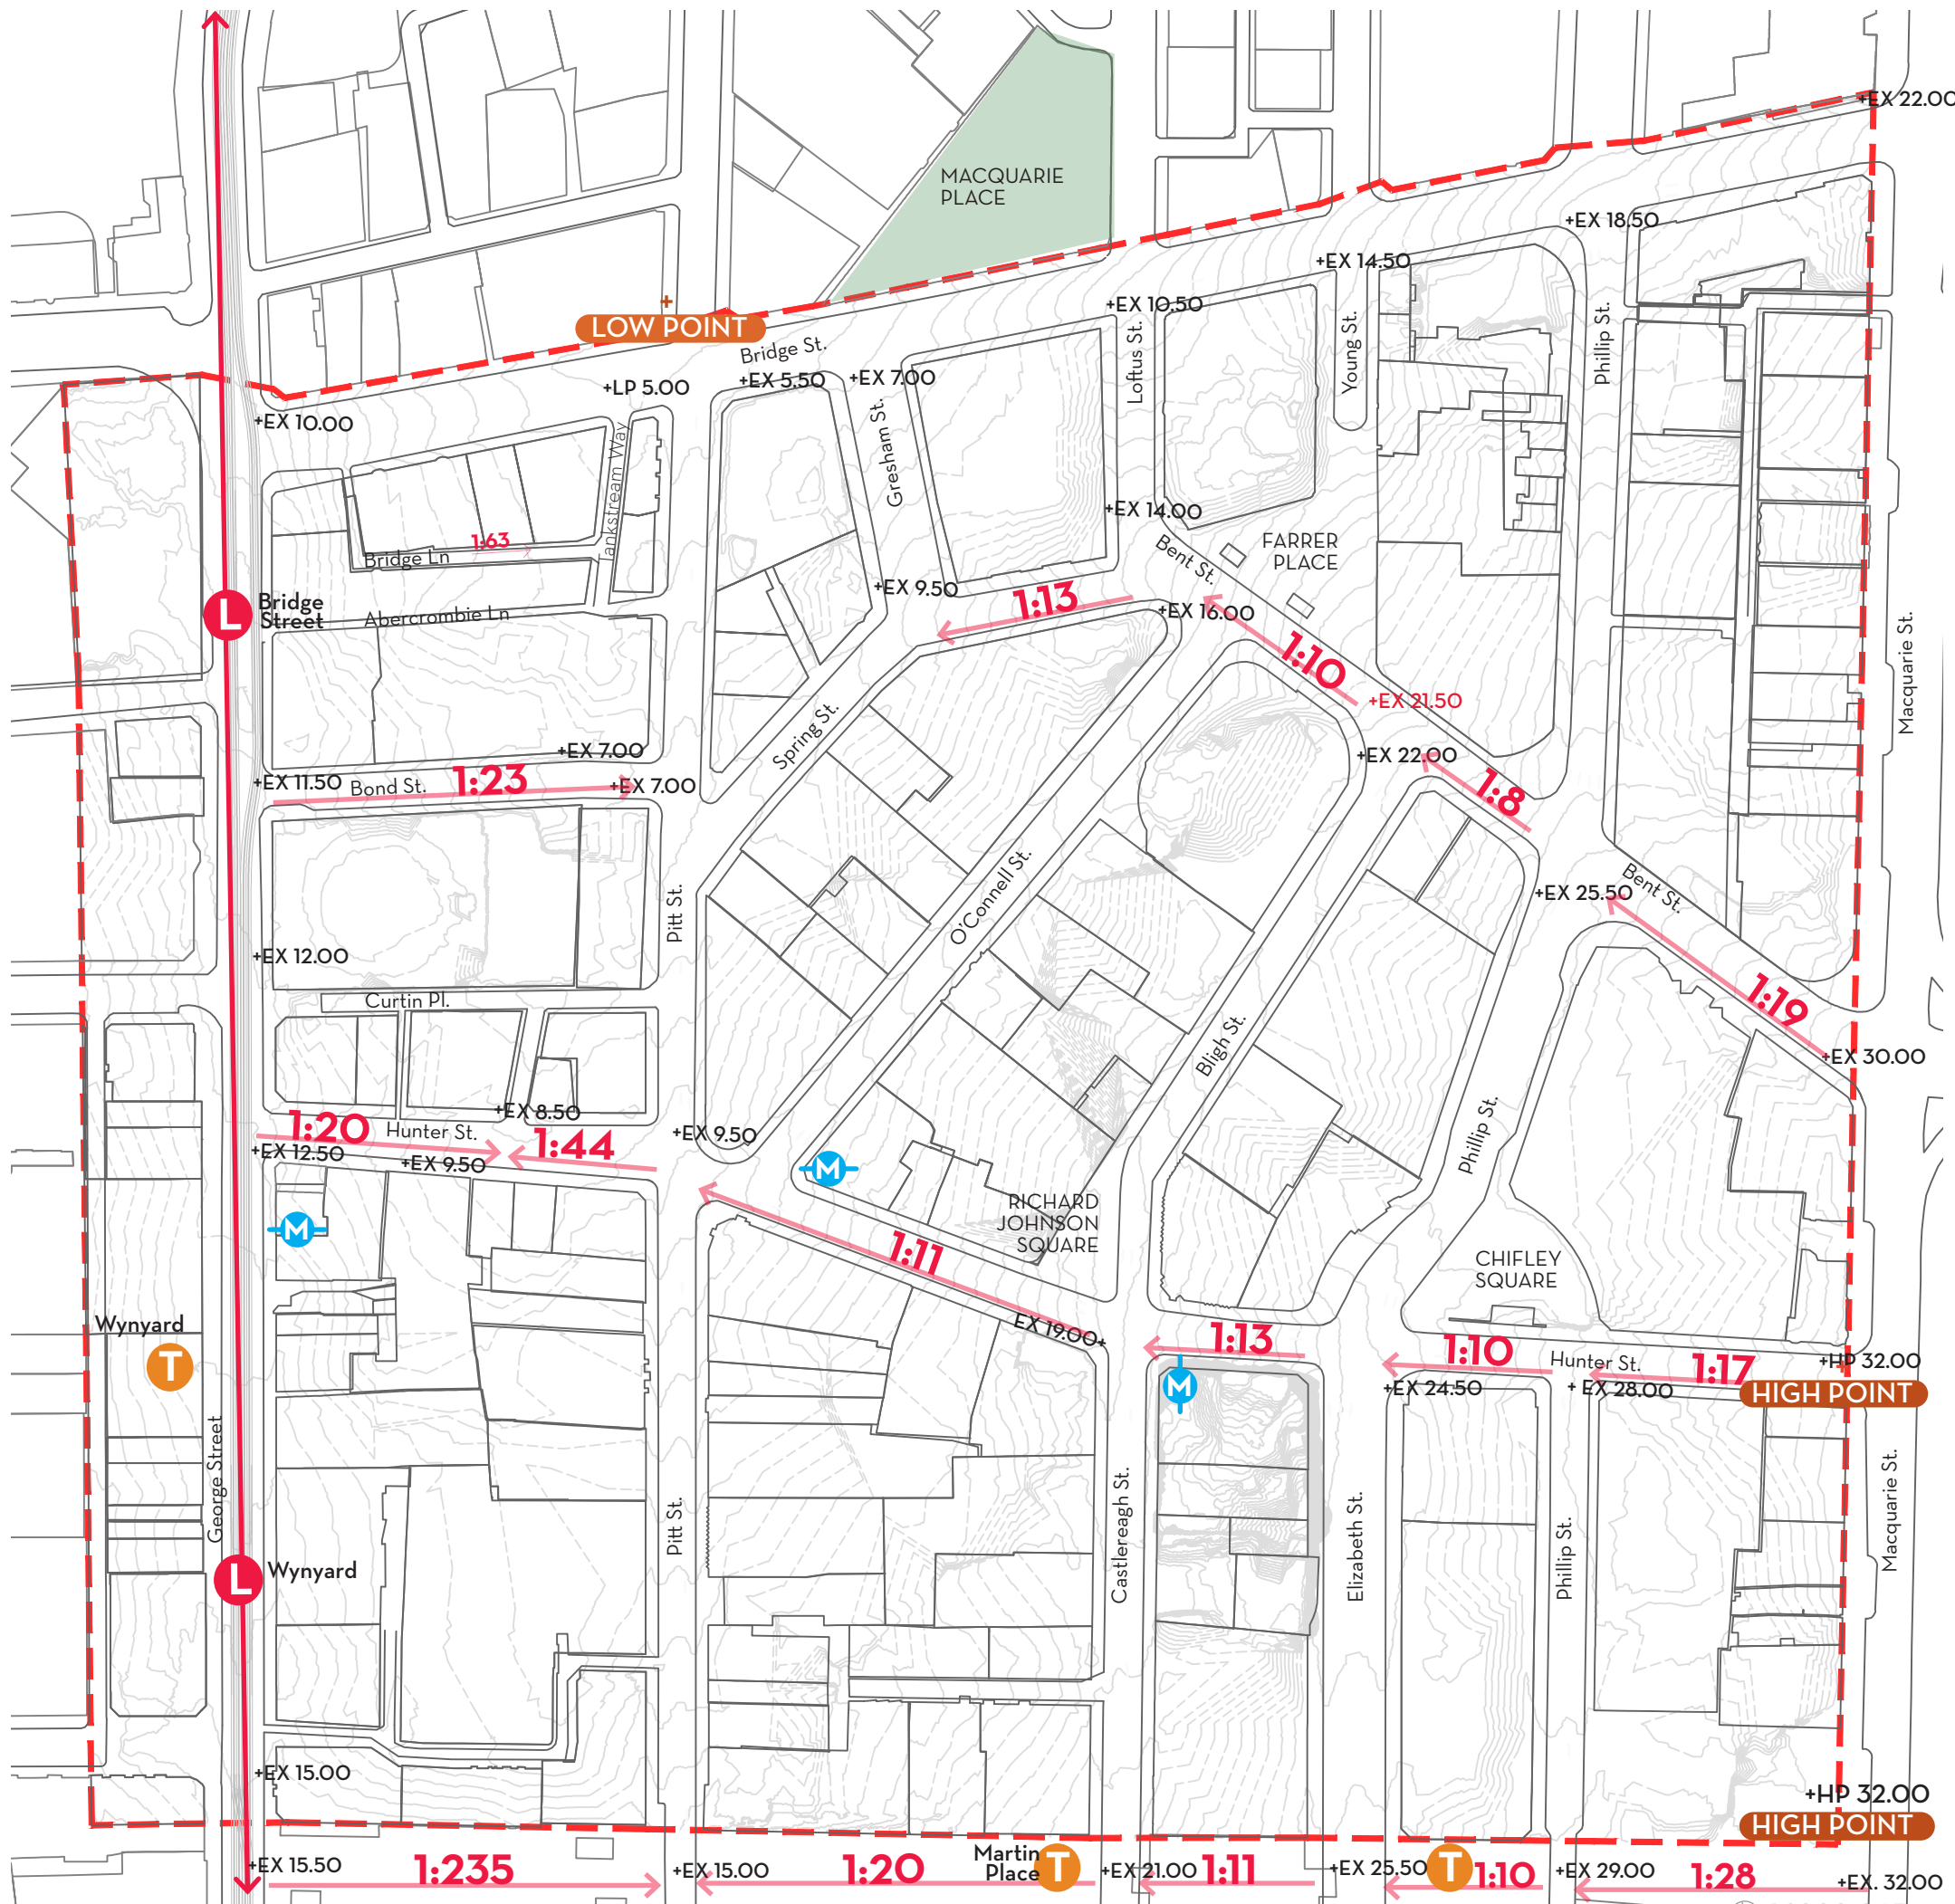 +EX 22.00
MACQUARIE
PLACE
+EX 18.50
+EX 14.50
+EX 10.50
LOW POINT
Bridge St.
Loftus St.
Young St.
Phillip St.
+LP 5.00
+EX 5.50
+EX 7.00
+EX 10.00
Gresham St.
Tankstream Way
+EX 14.00
1:63
Bridge Ln
Bent St.
FARRER
PLACE
+EX 9.50
1:13
+EX 16.00
L
Bridge
Street
Abercrombie Ln
1:10
Macquarie St.
+EX 21.50
Spring St.
+EX 7.00
+EX 22.00
+EX 11.50
Bond St.
1:23
+EX 7.00
1:8
O'Connell St.
Pitt St.
+EX 25.50
Bent St.
+EX 12.00
Curtin Pl.
1:19
Bligh St.
+EX 30.00
+EX 8.50
1:20
Hunter St.
1:44
+EX 9.50
Phillip St.
+EX 12.50
+EX 9.50
M
M
RICHARD
JOHNSON
SQUARE
1:11
CHIFLEY
SQUARE
Wynyard
T
EX 19.00+
1:13
1:10
Hunter St.
1:17
+HP 32.00
M
+EX 24.50
+ EX 28.00
HIGH POINT
George Street
Pitt St.
Castlereagh St.
Elizabeth St.
Phillip St.
Macquarie St.
L
Wynyard
+EX 15.00
+HP 32.00
HIGH POINT
+EX 15.50
1:235
+EX 15.00
1:20
Martin
Place
T
+EX 21.00
1:11
+EX 25.50
T
1:10
+EX 29.00
1:28
+EX. 32.00